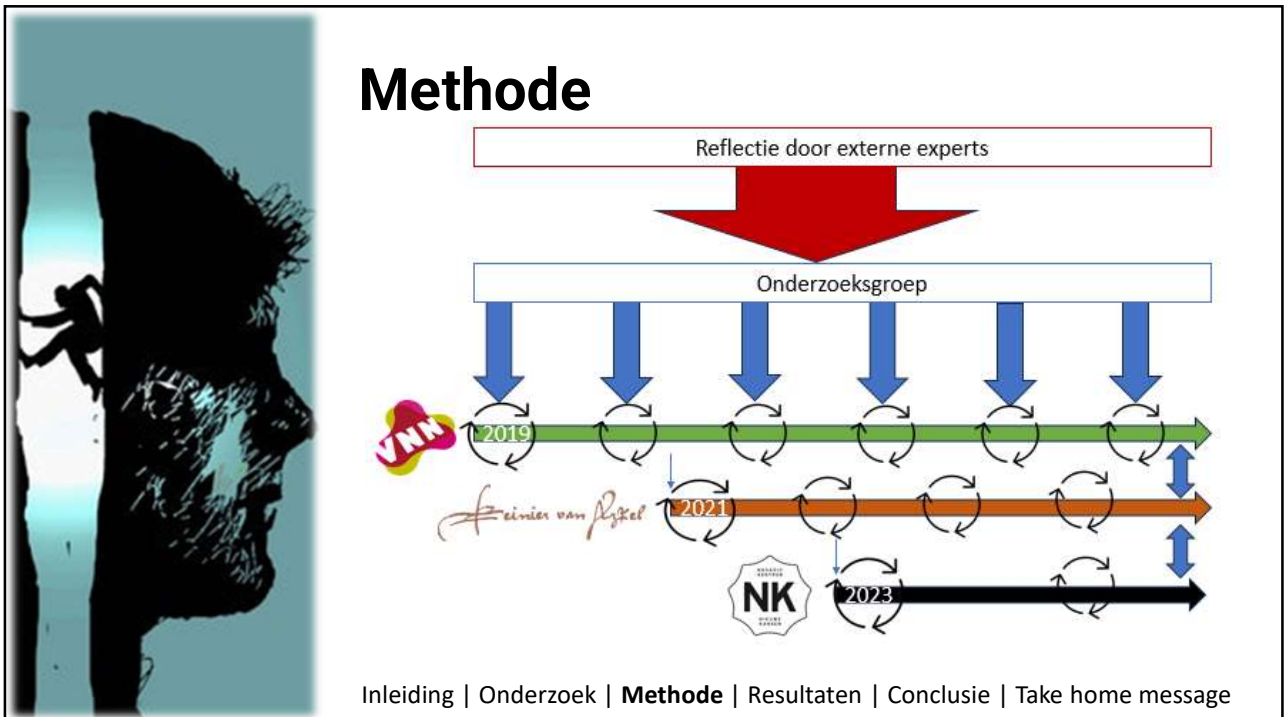 Methode
Reflectie door externe experts
Onderzoeksgroep
VNN
2019
Reinier van Arkel
2021
NK
2023
Inleiding | Onderzoek | Methode | Resultaten | Conclusie | Take home message